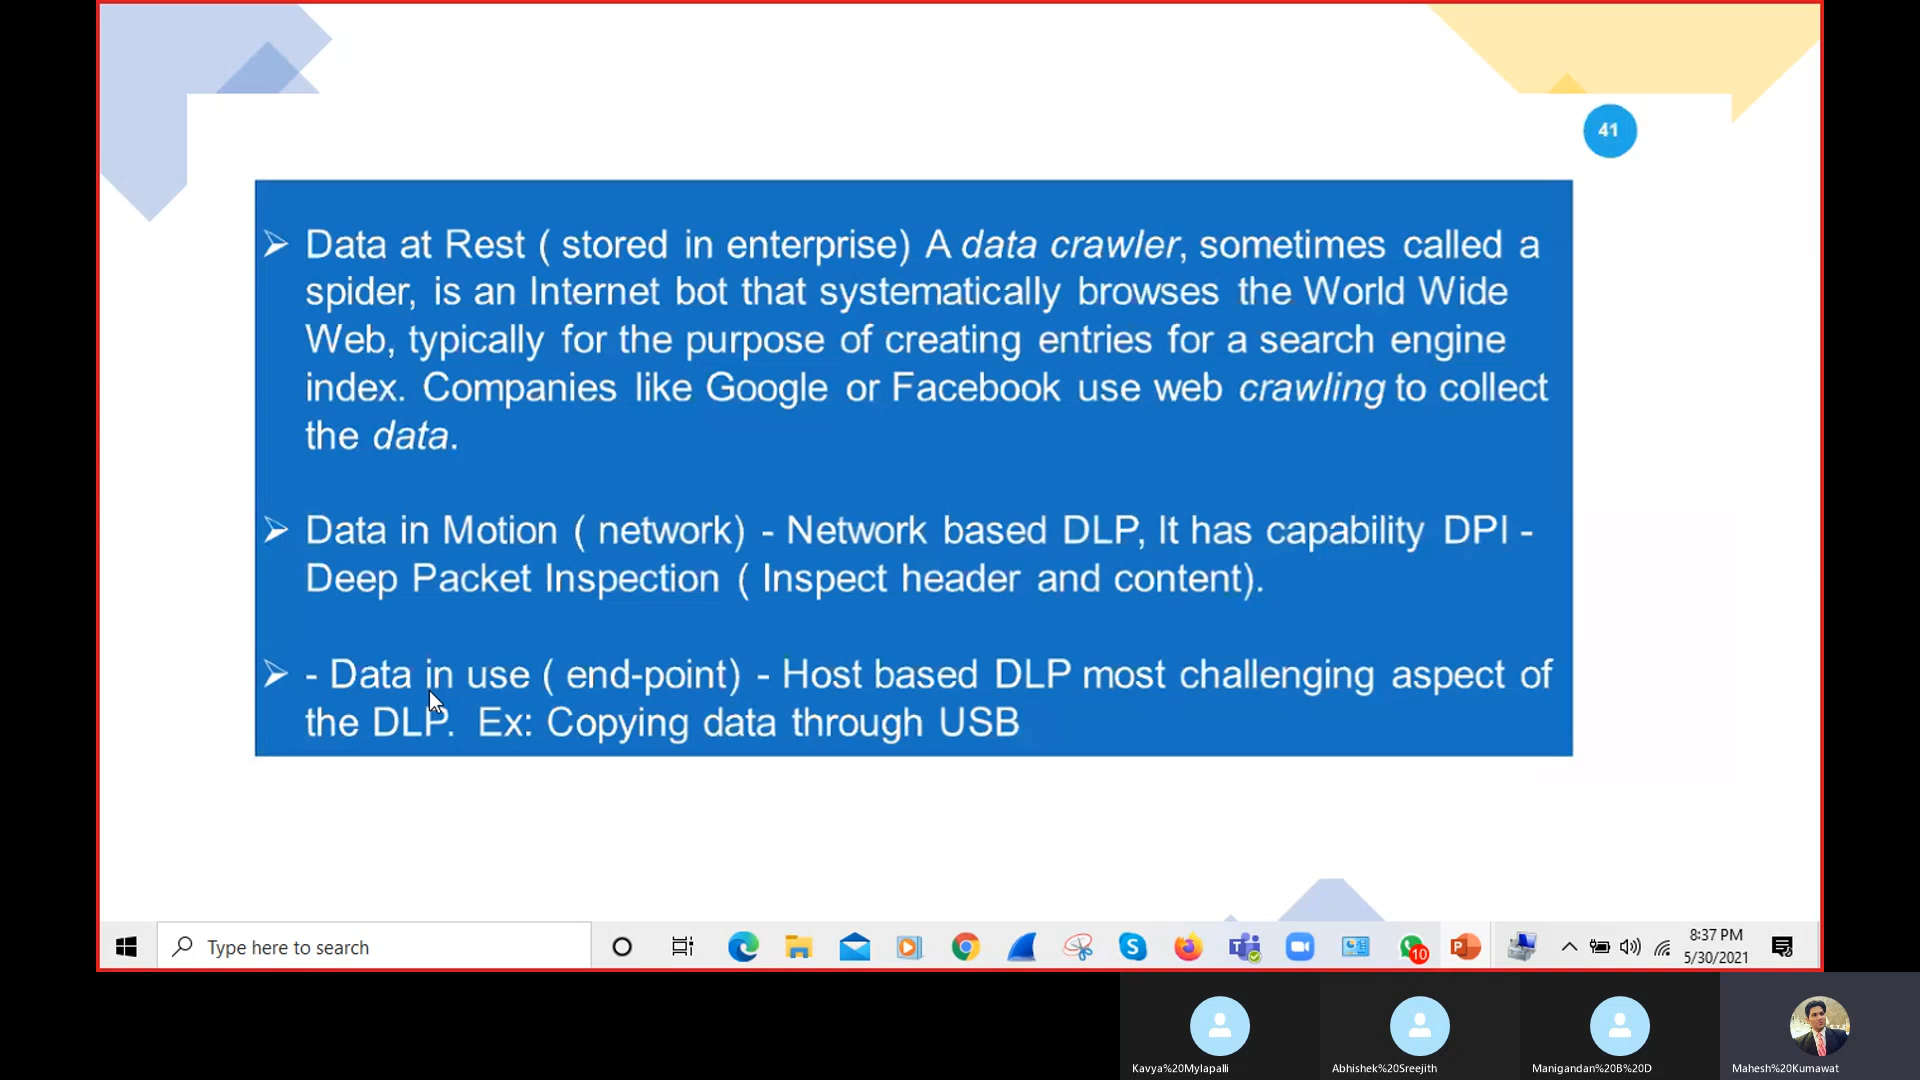 41
Data at Rest ( stored in enterprise) A data crawler, sometimes called a
spider, is an Internet bot that systematically browses the World Wide
Web, typically for the purpose of creating entries for a search engine
index. Companies like Google or Facebook use web crawling to collect
the data.
Data in Motion ( network) - Network based DLP, It has capability DPI -
Deep Packet Inspection ( Inspect header and content).
- Data in use ( end-point) - Host based DLP most challenging aspect of
the DLP. Ex: Copying data through USB
Type here to search
10
8:37 PM
5/30/2021
Kavya%20Mylapalli
Abhishek%20Sreejith
Manigandan%20B%20D
Mahesh%20Kumawat